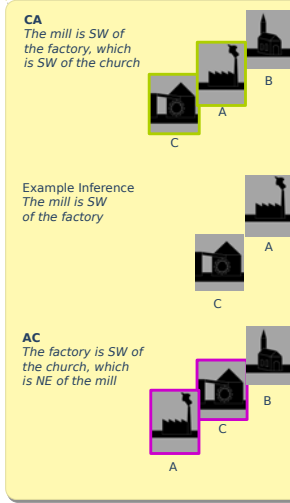 CA
The mill is SW of
the factory, which
is SW of the church
B
A
C
Example Inference
The mill is SW
of the factory
A
C
AC
The factory is SW of
the church, which
is NE of the mill
B
C
A